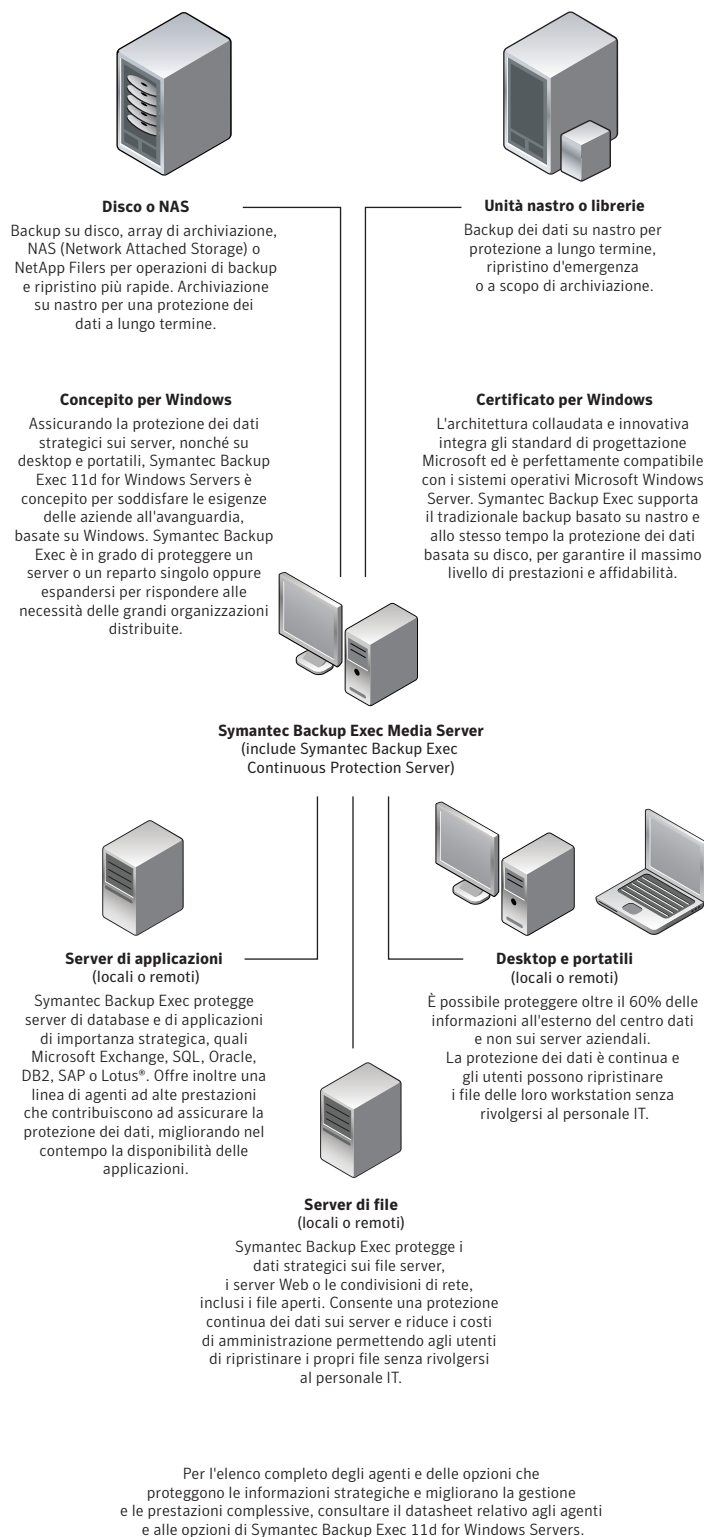 Disco o NAS
Backup su disco, array di archiviazione,
NAS (Network Attached Storage) o
NetApp Filers per operazioni di backup
e ripristino più rapide. Archiviazione
su nastro per una protezione dei
dati a lungo termine.
Unità nastro o librerie
Backup dei dati su nastro per
protezione a lungo termine,
ripristino d'emergenza
o a scopo di archiviazione.
Concepito per Windows
Assicurando la protezione dei dati
strategici sui server, nonché su
desktop e portatili, Symantec Backup
Exec 11d for Windows Servers è
concepito per soddisfare le esigenze
delle aziende all'avanguardia,
basate su Windows. Symantec Backup
Exec è in grado di proteggere un
server o un reparto singolo oppure
espandersi per rispondere alle
necessità delle grandi organizzazioni
distribuite.
Certificato per Windows
L'architettura collaudata e innovativa
integra gli standard di progettazione
Microsoft ed è perfettamente compatibile
con i sistemi operativi Microsoft Windows
Server. Symantec Backup Exec supporta
il tradizionale backup basato su nastro e
allo stesso tempo la protezione dei dati
basata su disco, per garantire il massimo
livello di prestazioni e affidabilità.
Symantec Backup Exec Media Server
(include Symantec Backup Exec
Continuous Protection Server)
Server di applicazioni
(locali o remoti)
Symantec Backup Exec protegge
server di database e di applicazioni
di importanza strategica, quali
Microsoft Exchange, SQL, Oracle,
DB2, SAP o Lotus®. Offre inoltre una
linea di agenti ad alte prestazioni
che contribuiscono ad assicurare la
protezione dei dati, migliorando nel
contempo la disponibilità delle
applicazioni.
Desktop e portatili
(locali o remoti)
È possibile proteggere oltre il 60% delle
informazioni all'esterno del centro dati
e non sui server aziendali.
La protezione dei dati è continua e
gli utenti possono ripristinare
i file delle loro workstation senza
rivolgersi al personale IT.
Server di file
(locali o remoti)
Symantec Backup Exec protegge i
dati strategici sui file server,
i server Web o le condivisioni di rete,
inclusi i file aperti. Consente una protezione
continua dei dati sui server e riduce i costi
di amministrazione permettendo agli utenti
di ripristinare i propri file senza rivolgersi
al personale IT.
Per l'elenco completo degli agenti e delle opzioni che
proteggono le informazioni strategiche e migliorano la gestione
e le prestazioni complessive, consultare il datasheet relativo agli agenti
e alle opzioni di Symantec Backup Exec 11d for Windows Servers.